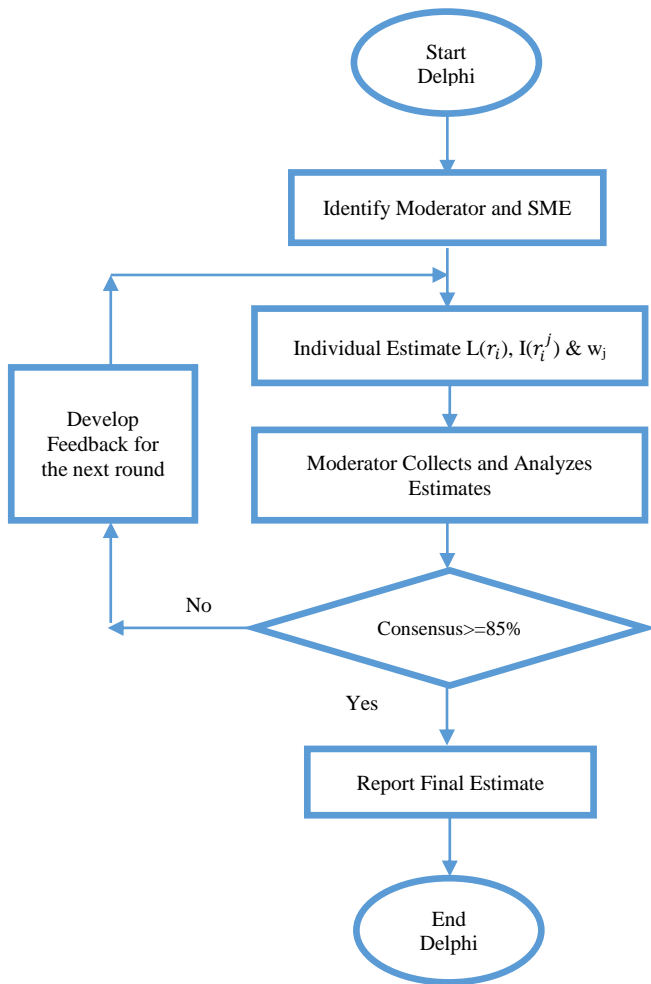 Start
Delphi
Identify Moderator and SME
Individual Estimate L(𝑟ᵢ), I(𝑟ᵢʲ) & wⱼ
Develop
Feedback for
the next round
Moderator Collects and Analyzes
Estimates
No
Consensus>=85%
Yes
Report Final Estimate
End
Delphi